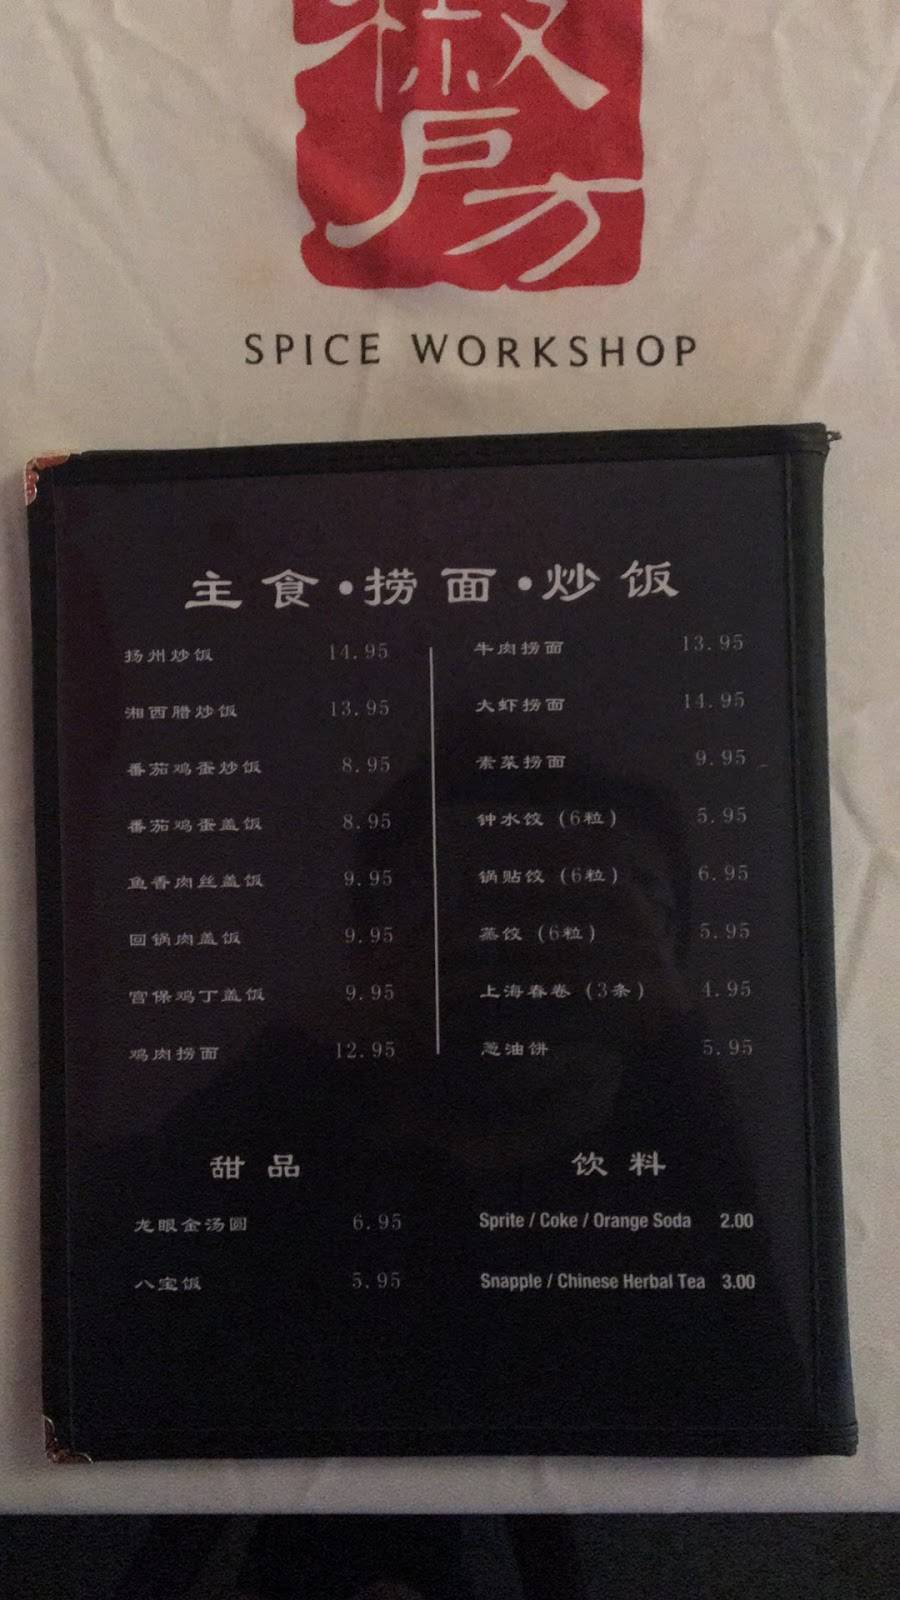 椒
戶方
SPICE WORKSHOP
主食·捞面·炒饭
扬州炒饭 14.95
湘西腊炒饭 13.95
番茄鸡蛋炒饭 8.95
番茄鸡蛋盖饭 8.95
鱼香肉丝盖饭 9.95
回锅肉盖饭 9.95
宫保鸡丁盖饭 9.95
鸡肉捞面 12.95
牛肉捞面 13.95
大虾捞面 14.95
素菜捞面 9.95
钟水饺 (6粒) 5.95
锅贴饺 (6粒) 6.95
蒸饺 (6粒) 5.95
上海春卷 (3条) 4.95
葱油饼 5.95
甜品
龙眼金汤圆 6.95
八宝饭 5.95
饮料
Sprite / Coke / Orange Soda 2.00
Snapple / Chinese Herbal Tea 3.00